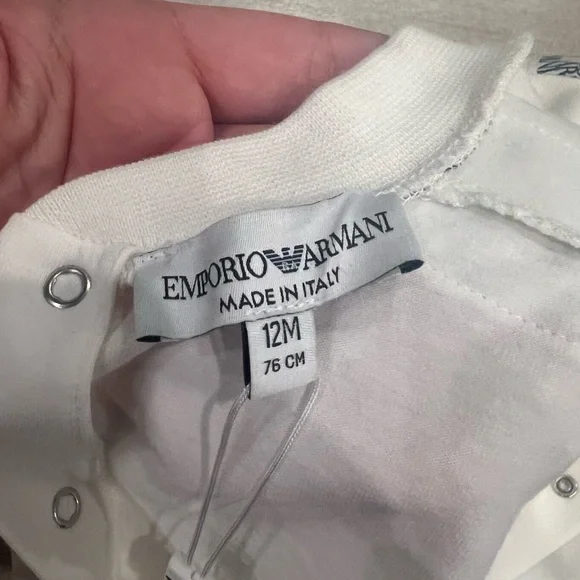 EMPORIO ARMANI
MADE IN ITALY
12M
76 CM